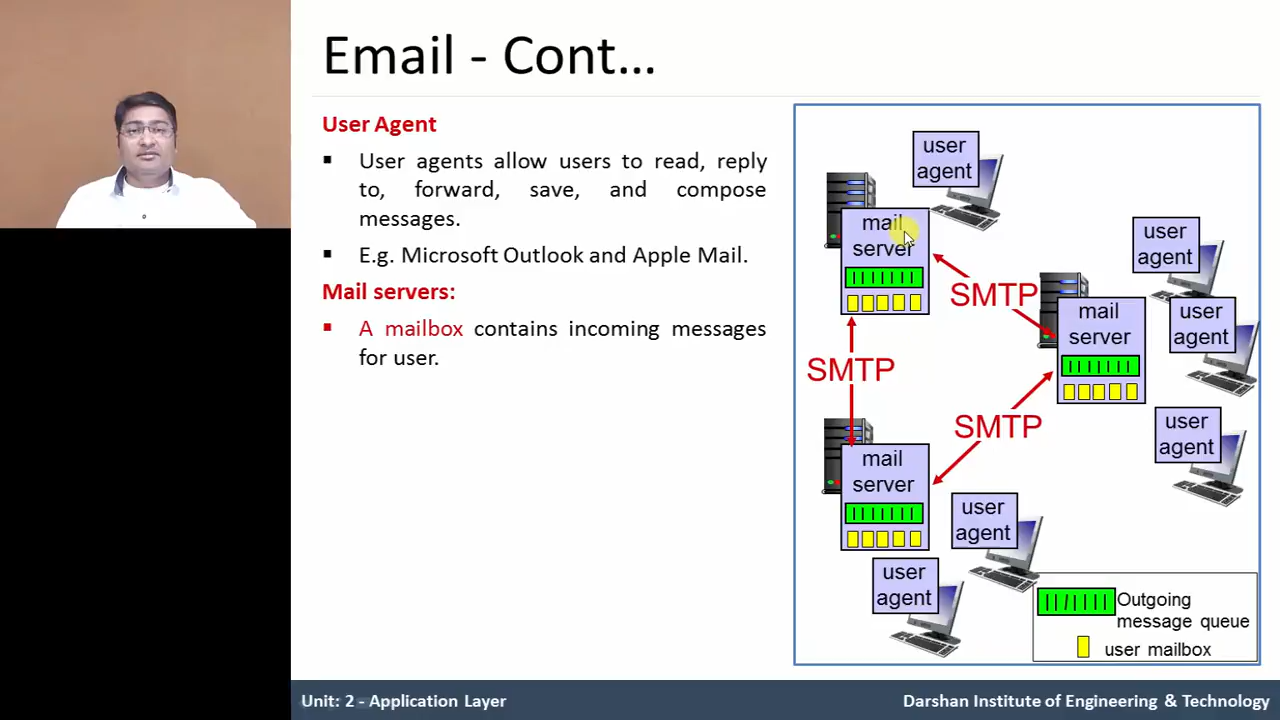 Email - Cont...
User Agent
▪ User agents allow users to read, reply
to, forward, save, and compose
messages.
▪ E.g. Microsoft Outlook and Apple Mail.
Mail servers:
▪ A mailbox contains incoming messages
for user.
user
agent
mail
server
user
agent
SMTP
mail
server
user
agent
SMTP
SMTP
user
agent
mail
server
user
agent
user
agent
Outgoing
message queue
user mailbox
Unit: 2 - Application Layer
Darshan Institute of Engineering & Technology